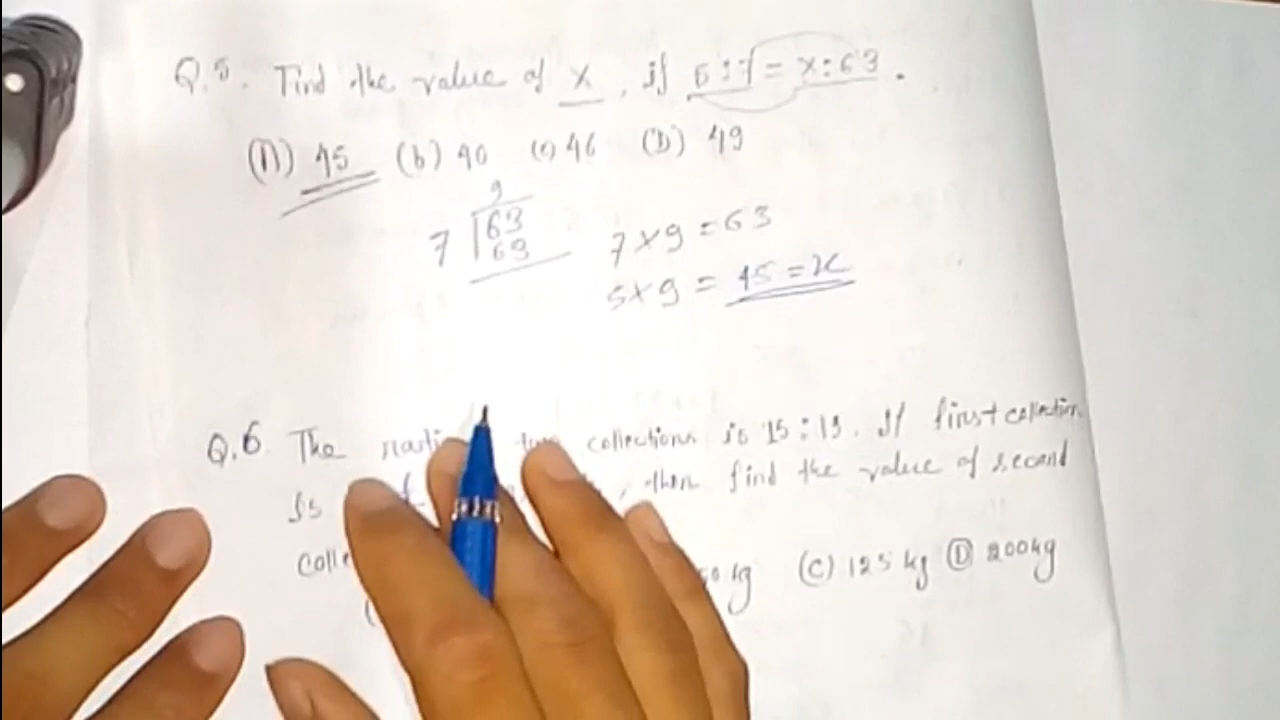 Q.5. Find the value of x, if 5:7 = x:63.
(A) 45 (b) 40 (c) 46 (D) 49
9
7 63
63
7 x 9 = 63
5 x 9 = 45 = x
Q.6. The collections is 15:13. If first collection
Is , then find the value of second
(C) 125 kg (D) 200kg